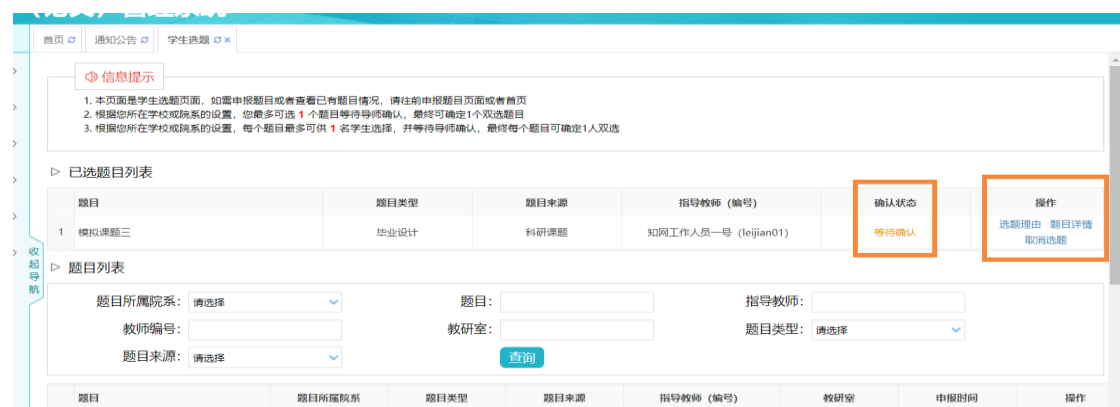 （论文）管理系统
首页 通知公告 学生选题 ×
信息提示
1. 本页面是学生选题页面，如需申报题目或者查看已有题目情况，请往前申报题目页面或者首页
2. 根据您所在学校或院系的设置，您最多可选 1 个题目等待导师确认，最终可确定1个双选题目
3. 根据您所在学校或院系的设置，每个题目最多可供 1 名学生选择，并等待导师确认，最终每个题目可确定1人双选
已选题目列表
题目 题目类型 题目来源 指导教师（编号） 确认状态 操作
1 模拟课题三 毕业设计 科研课题 知网工作人员一号（leijian01） 等待确认 选题理由 题目详情
取消选题
收起导航
题目列表
题目所属院系： 请选择 题目： 指导教师：
教师编号： 教研室： 题目类型： 请选择
题目来源： 请选择 查询
题目 题目所属院系 题目类型 题目来源 指导教师（编号） 教研室 申报时间 操作